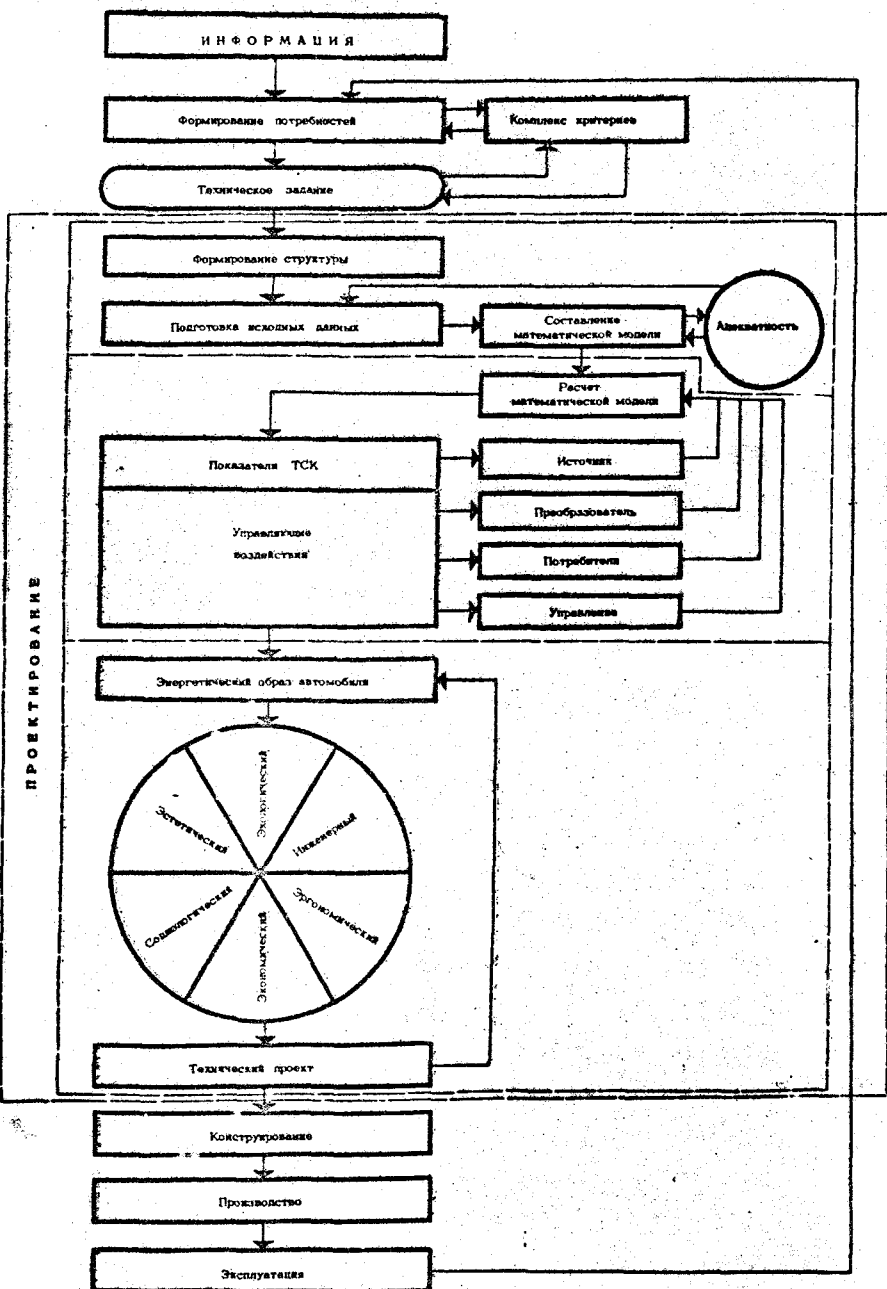 ИНФОРМАЦИЯ
Формирование потребностей
Комплекс критериев
Техническое задание
Формирование структуры
Подготовка исходных данных
Составление
математической модели
Адекватность
Расчет
математической модели
Показатели ТСК
Источник
Управляющие
воздействия
Преобразователь
Потребители
Управление
ПРОЕКТИРОВАНИЕ
Энергетический образ автомобиля
Экологический
Эстетический
Инженерный
Социологический
Эргономический
Экономический
Технический проект
Конструирование
Производство
Эксплуатация